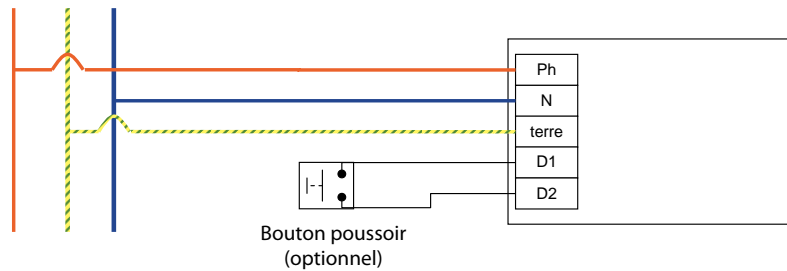 Ph
N
terre
D1
D2
Bouton poussoir
(optionnel)